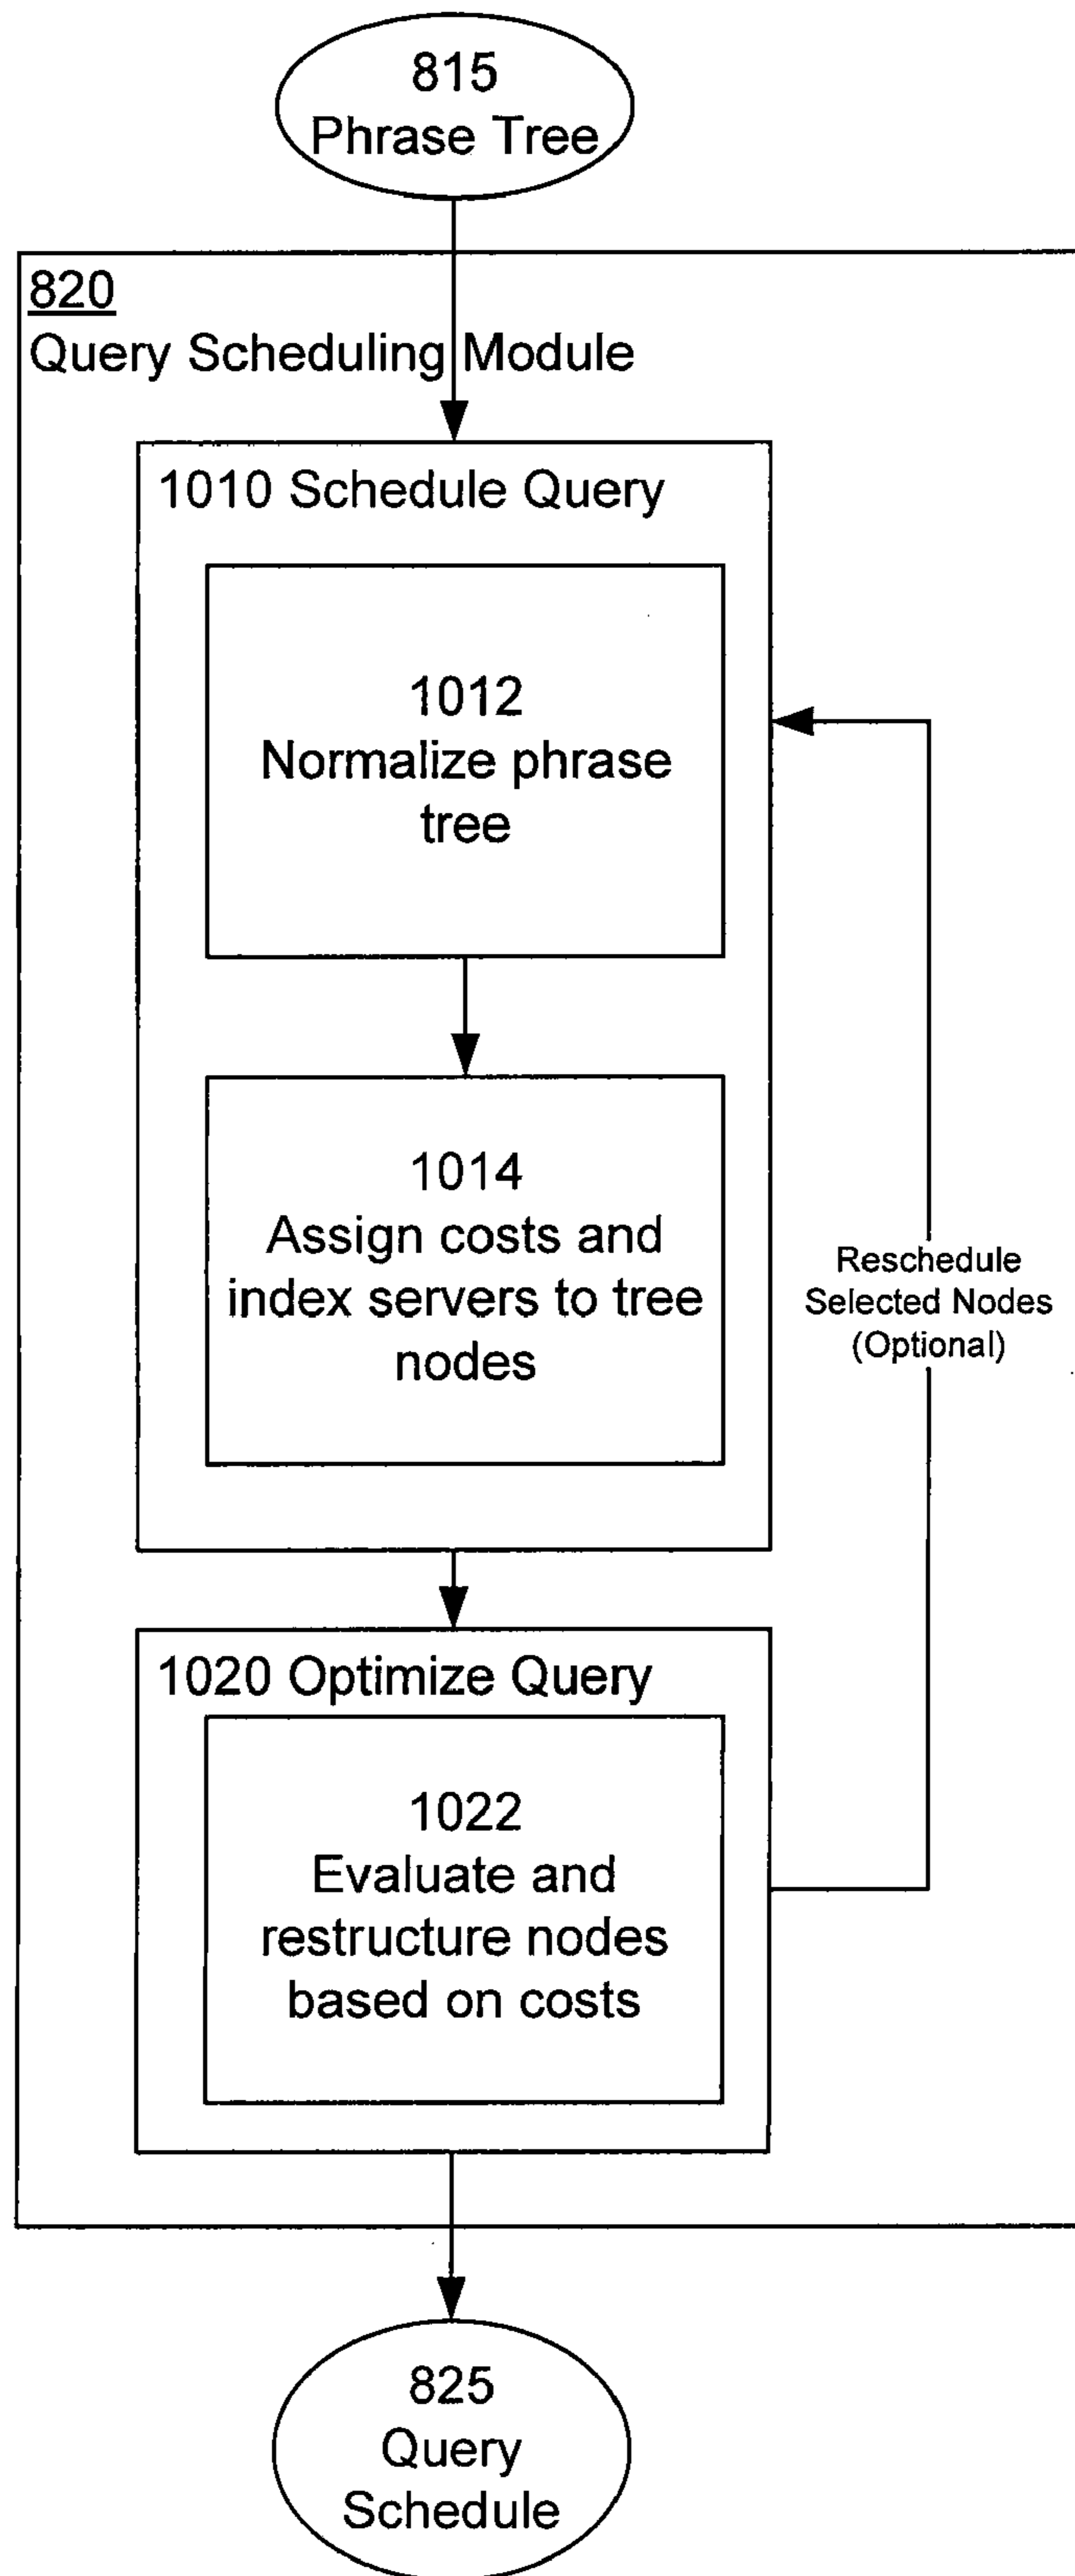 815
Phrase Tree
820
Query Scheduling Module
1010 Schedule Query
1012
Normalize phrase
tree
1014
Assign costs and
index servers to tree
nodes
Reschedule
Selected Nodes
(Optional)
1020 Optimize Query
1022
Evaluate and
restructure nodes
based on costs
825
Query
Schedule